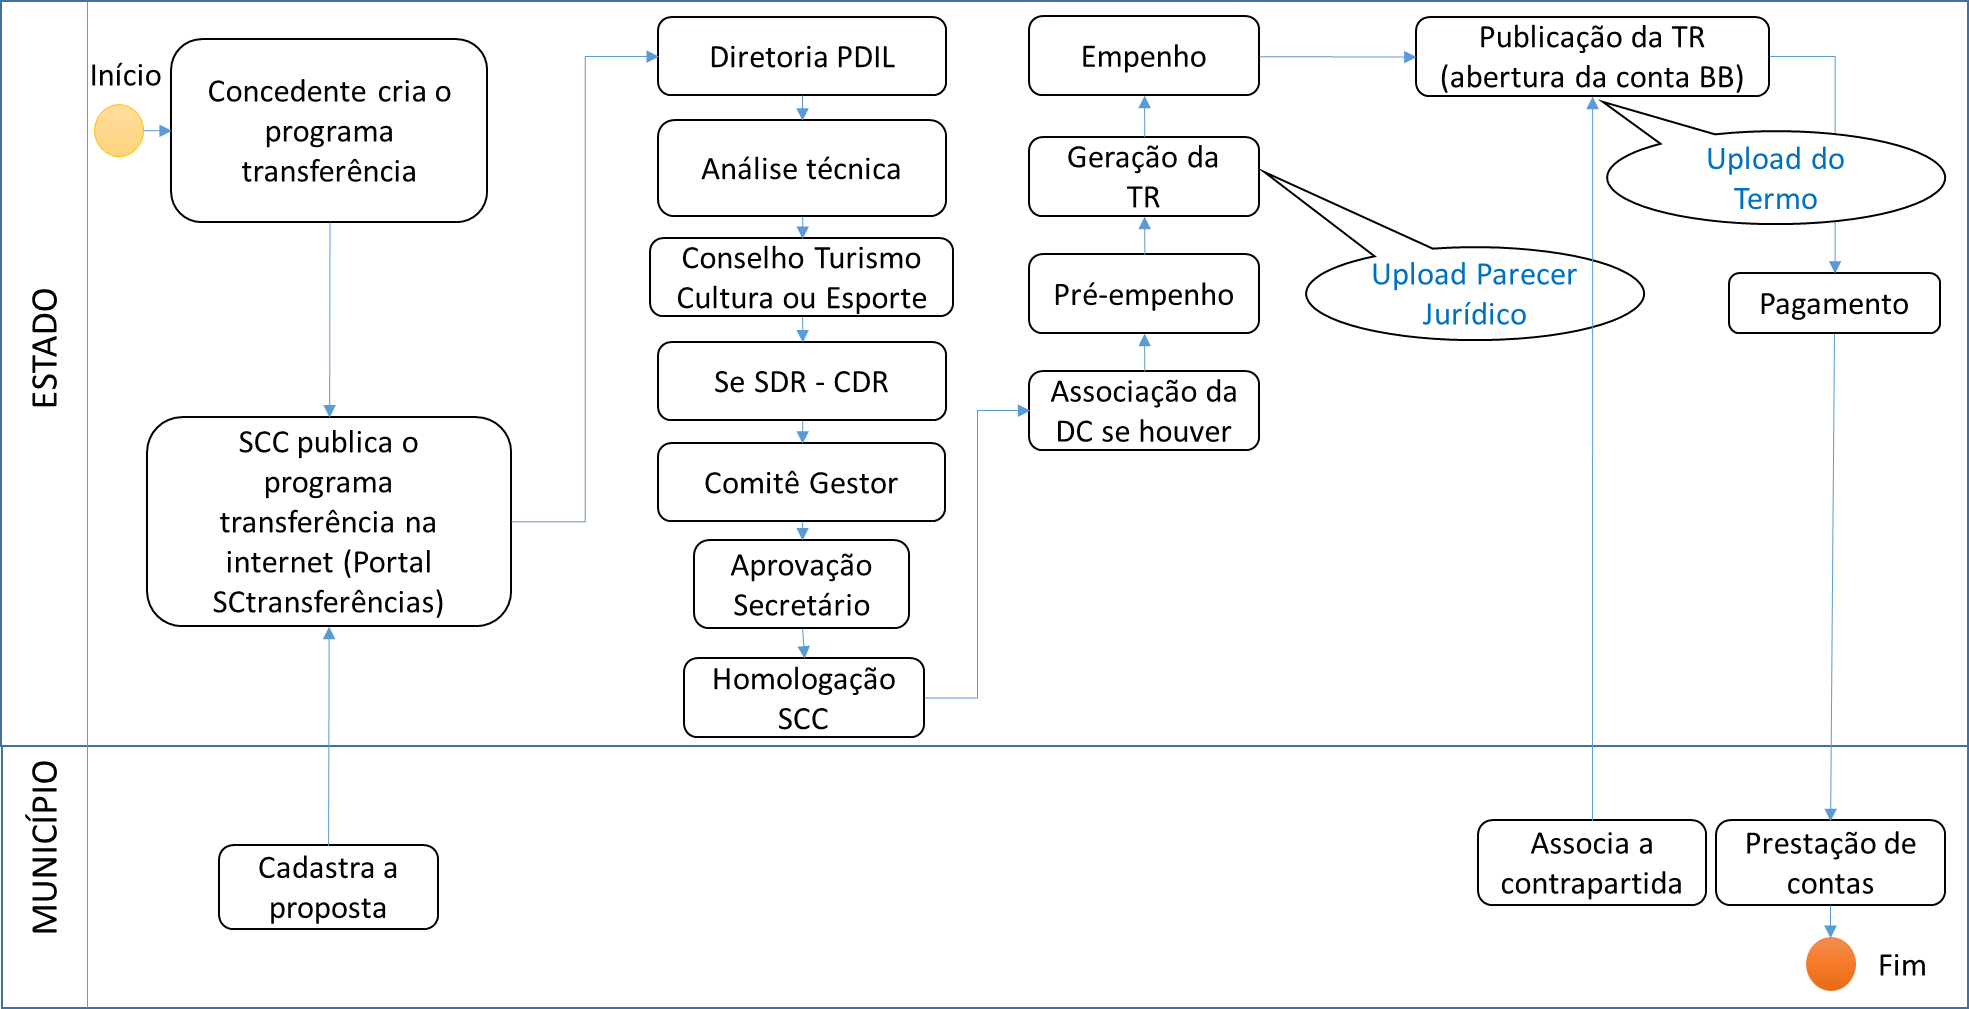 ESTADO
Início
Concedente cria o
programa
transferência
SCC publica o
programa
transferência na
internet (Portal
SCtransferências)
Diretoria PDIL
Análise técnica
Conselho Turismo
Cultura ou Esporte
Se SDR - CDR
Comitê Gestor
Aprovação
Secretário
Homologação
SCC
Empenho
Geração da
TR
Pré-empenho
Associação da
DC se houver
Upload Parecer
Jurídico
Publicação da TR
(abertura da conta BB)
Upload do
Termo
Pagamento
MUNICÍPIO
Cadastra a
proposta
Associa a
contrapartida
Prestação de
contas
Fim